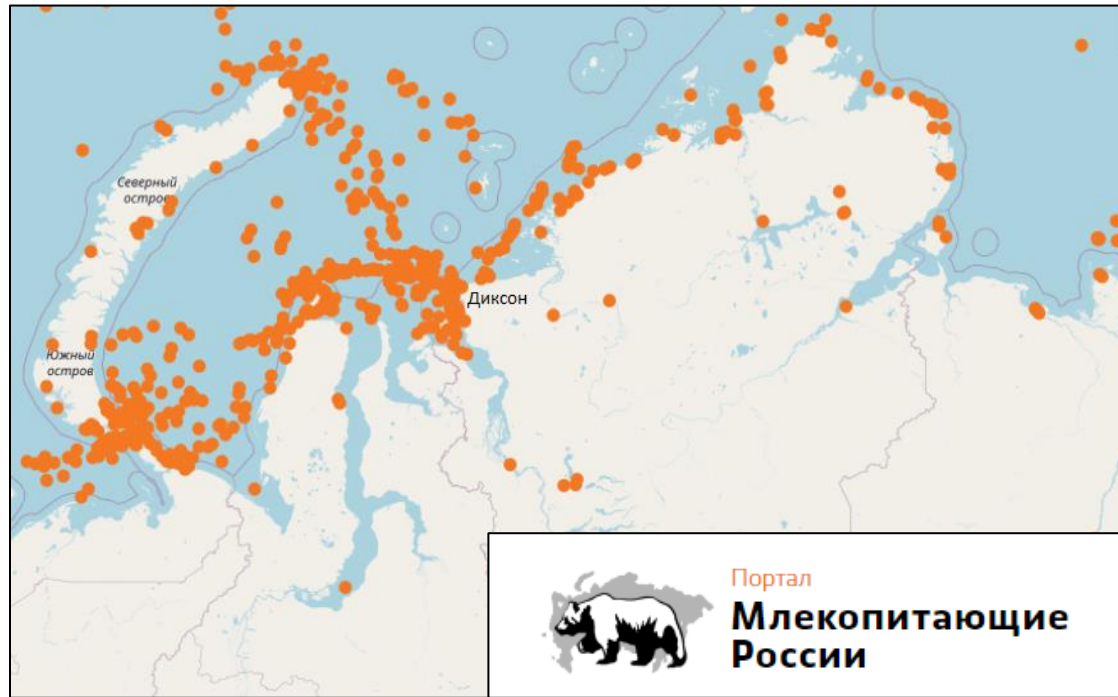 Северный
остров
Диксон
Южный
остров
Портал
Млекопитающие
России